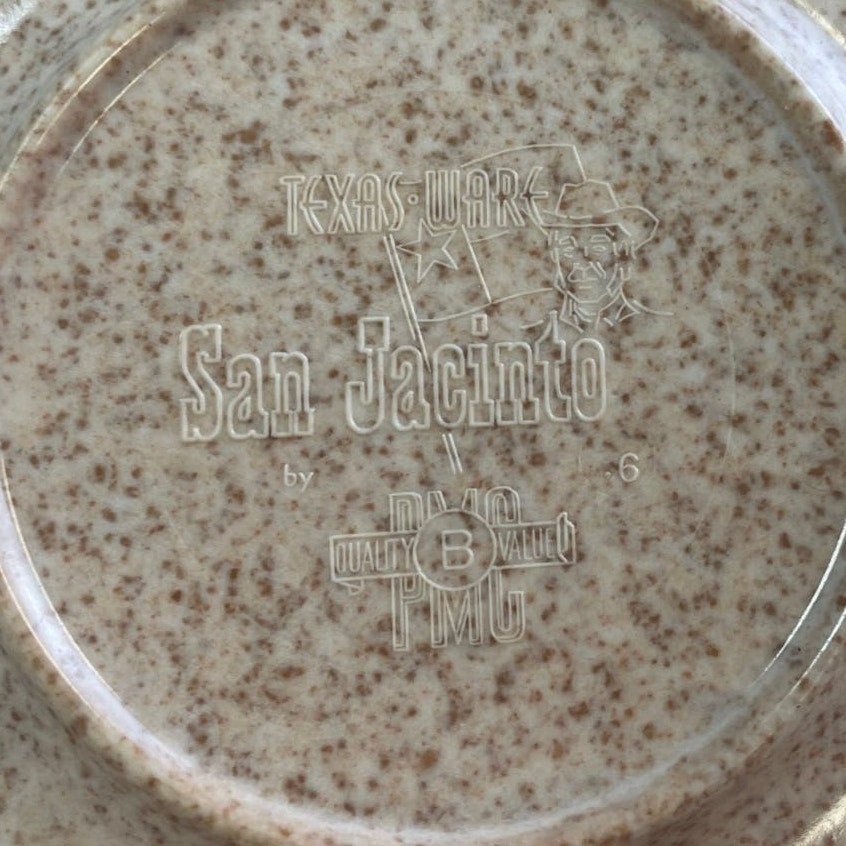 TEXAS·WARE
San Jacinto
by
6
PMC
QUALITY B VALUE
PMC